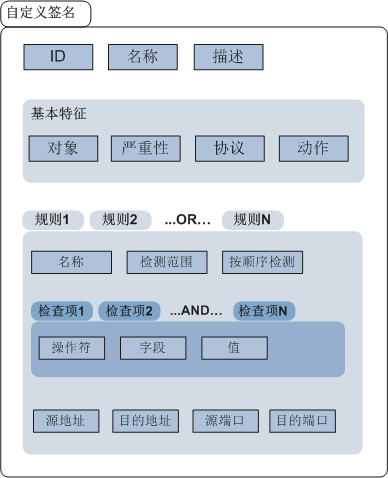 自定义签名
ID 名称 描述
基本特征
对象 严重性 协议 动作
规则1 规则2 ...OR... 规则N
名称 检测范围 按顺序检测
检查项1 检查项2 ...AND... 检查项N
操作符 字段 值
源地址 目的地址 源端口 目的端口